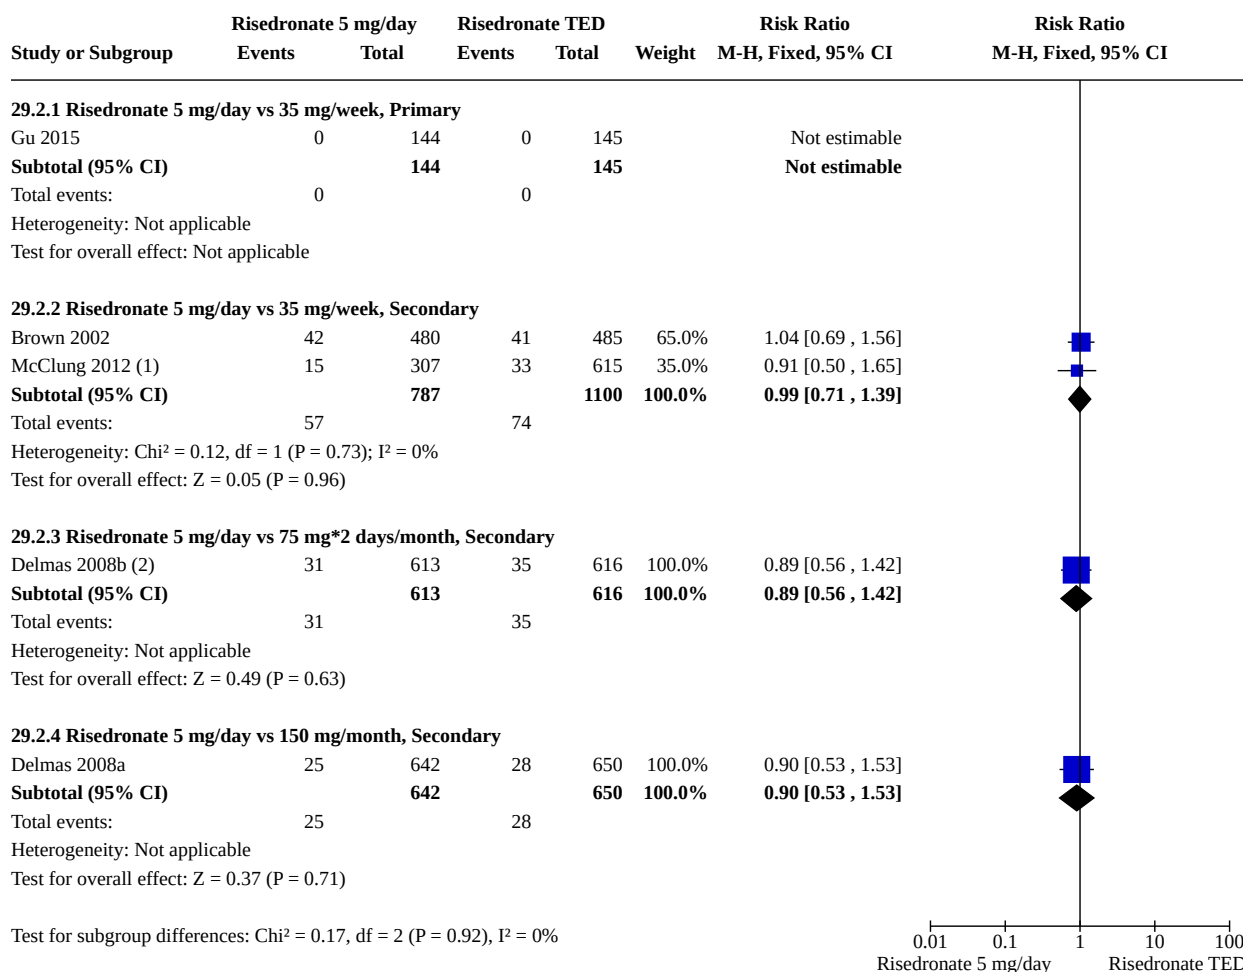 Risedronate 5 mg/day Risedronate TED Risk Ratio Risk Ratio
Study or Subgroup Events Total Events Total Weight M-H, Fixed, 95% CI M-H, Fixed, 95% CI
29.2.1 Risedronate 5 mg/day vs 35 mg/week, Primary
Gu 2015 0 144 0 145 Not estimable
Subtotal (95% CI) 144 145 Not estimable
Total events: 0 0
Heterogeneity: Not applicable
Test for overall effect: Not applicable
29.2.2 Risedronate 5 mg/day vs 35 mg/week, Secondary
Brown 2002 42 480 41 485 65.0% 1.04 [0.69 , 1.56]
McClung 2012 (1) 15 307 33 615 35.0% 0.91 [0.50 , 1.65]
Subtotal (95% CI) 787 1100 100.0% 0.99 [0.71 , 1.39]
Total events: 57 74
Heterogeneity: Chi² = 0.12, df = 1 (P = 0.73); I² = 0%
Test for overall effect: Z = 0.05 (P = 0.96)
29.2.3 Risedronate 5 mg/day vs 75 mg*2 days/month, Secondary
Delmas 2008b (2) 31 613 35 616 100.0% 0.89 [0.56 , 1.42]
Subtotal (95% CI) 613 616 100.0% 0.89 [0.56 , 1.42]
Total events: 31 35
Heterogeneity: Not applicable
Test for overall effect: Z = 0.49 (P = 0.63)
29.2.4 Risedronate 5 mg/day vs 150 mg/month, Secondary
Delmas 2008a 25 642 28 650 100.0% 0.90 [0.53 , 1.53]
Subtotal (95% CI) 642 650 100.0% 0.90 [0.53 , 1.53]
Total events: 25 28
Heterogeneity: Not applicable
Test for overall effect: Z = 0.37 (P = 0.71)
Test for subgroup differences: Chi² = 0.17, df = 2 (P = 0.92), I² = 0%
0.01 0.1 1 10 100
Risedronate 5 mg/day Risedronate TED